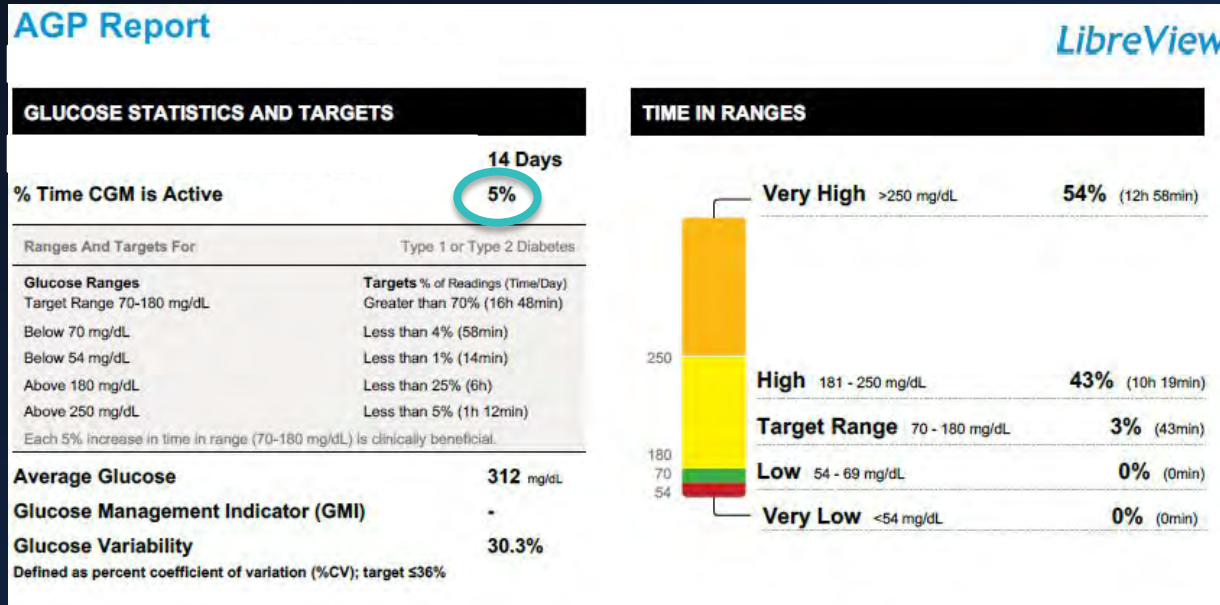 AGP Report
LibreView
GLUCOSE STATISTICS AND TARGETS
14 Days
% Time CGM is Active 5%
Ranges And Targets For Type 1 or Type 2 Diabetes
Glucose Ranges Targets % of Readings (Time/Day)
Target Range 70-180 mg/dL Greater than 70% (16h 48min)
Below 70 mg/dL Less than 4% (58min)
Below 54 mg/dL Less than 1% (14min)
Above 180 mg/dL Less than 25% (6h)
Above 250 mg/dL Less than 5% (1h 12min)
Each 5% increase in time in range (70-180 mg/dL) is clinically beneficial.
Average Glucose 312 mg/dL
Glucose Management Indicator (GMI) -
Glucose Variability 30.3%
Defined as percent coefficient of variation (%CV); target ≤36%
TIME IN RANGES
Very High >250 mg/dL 54% (12h 58min)
250
High 181 - 250 mg/dL 43% (10h 19min)
Target Range 70 - 180 mg/dL 3% (43min)
180
70
Low 54 - 69 mg/dL 0% (0min)
54
Very Low <54 mg/dL 0% (0min)